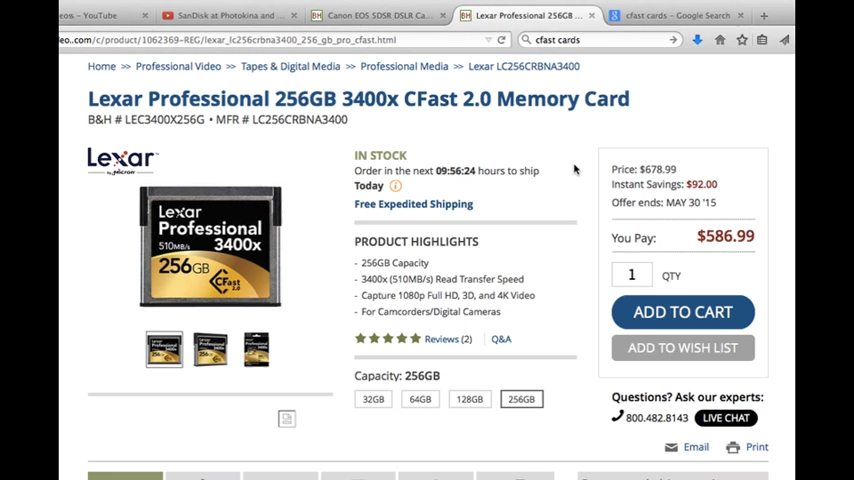 eos – YouTube
SanDisk at Photokina and ...
Canon EOS 5DSR DSLR Ca...
Lexar Professional 256GB ...
cfast cards – Google Search
eo..com/c/product/1062369-REG/lexar_lc256crbna3400_256_gb_pro_cfast.html
cfast cards
Home >> Professional Video >> Tapes & Digital Media >> Professional Media >> Lexar LC256CRBNA3400
Lexar Professional 256GB 3400x CFast 2.0 Memory Card
B&H # LEC3400X256G • MFR # LC256CRBNA3400
Lexar
by Micron
Lexar
Professional
510MB/s 3400x
256GB
CFast
2.0
IN STOCK
Order in the next 09:56:24 hours to ship
Today
Free Expedited Shipping
PRODUCT HIGHLIGHTS
- 256GB Capacity
- 3400x (510MB/s) Read Transfer Speed
- Capture 1080p Full HD, 3D, and 4K Video
- For Camcorders/Digital Cameras
Reviews (2) | Q&A
Capacity: 256GB
32GB 64GB 128GB 256GB
Price: $678.99
Instant Savings: $92.00
Offer ends: MAY 30 '15
You Pay: $586.99
1 QTY
ADD TO CART
ADD TO WISH LIST
Questions? Ask our experts:
800.482.8143 LIVE CHAT
Email Print